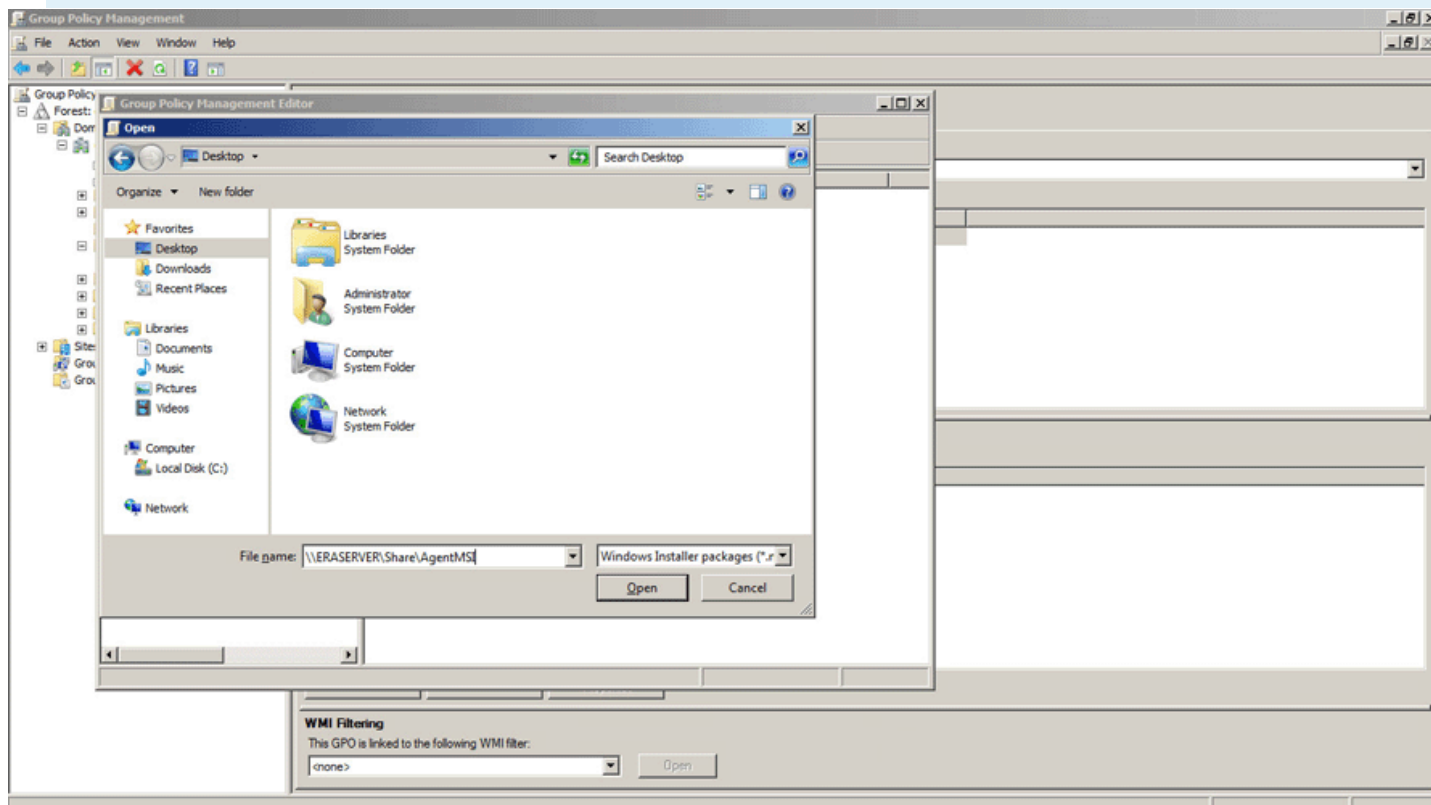 Group Policy Management
File Action View Window Help
Group Policy
Forest:
Group Policy Management Editor
Open
Desktop
Search Desktop
Organize New folder
Favorites
Desktop
Downloads
Recent Places
Libraries
Documents
Music
Pictures
Videos
Computer
Local Disk (C:)
Network
Libraries
System Folder
Administrator
System Folder
Computer
System Folder
Network
System Folder
File name: \\ERASERVER\Share\AgentMSI
Windows Installer packages (*.
Open Cancel
WMI Filtering
This GPO is linked to the following WMI filter:
<none>
Open